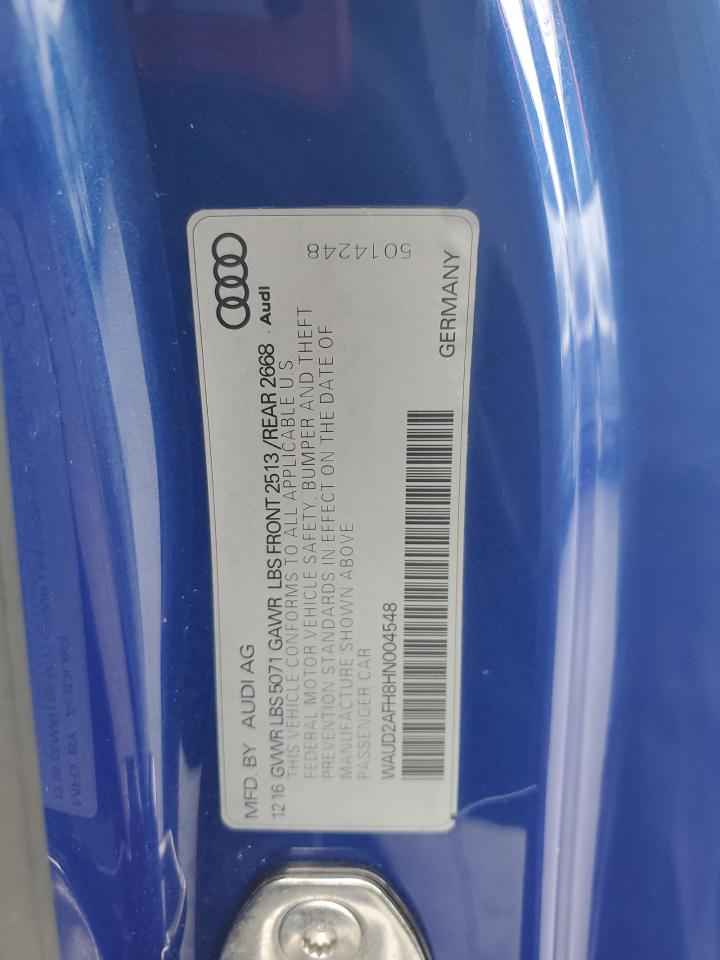 MFD. BY AUDI AG
12 16 GVWR LBS 5071 GAWR LBS FRONT 2513 /REAR 2668
THIS VEHICLE CONFORMS TO ALL APPLICABLE U.S
FEDERAL MOTOR VEHICLE SAFETY, BUMPER AND THEFT
PREVENTION STANDARDS IN EFFECT ON THE DATE OF
MANUFACTURE SHOWN ABOVE
PASSENGER CAR
WAUD2AFH8HN004548
Audi
5014248
GERMANY